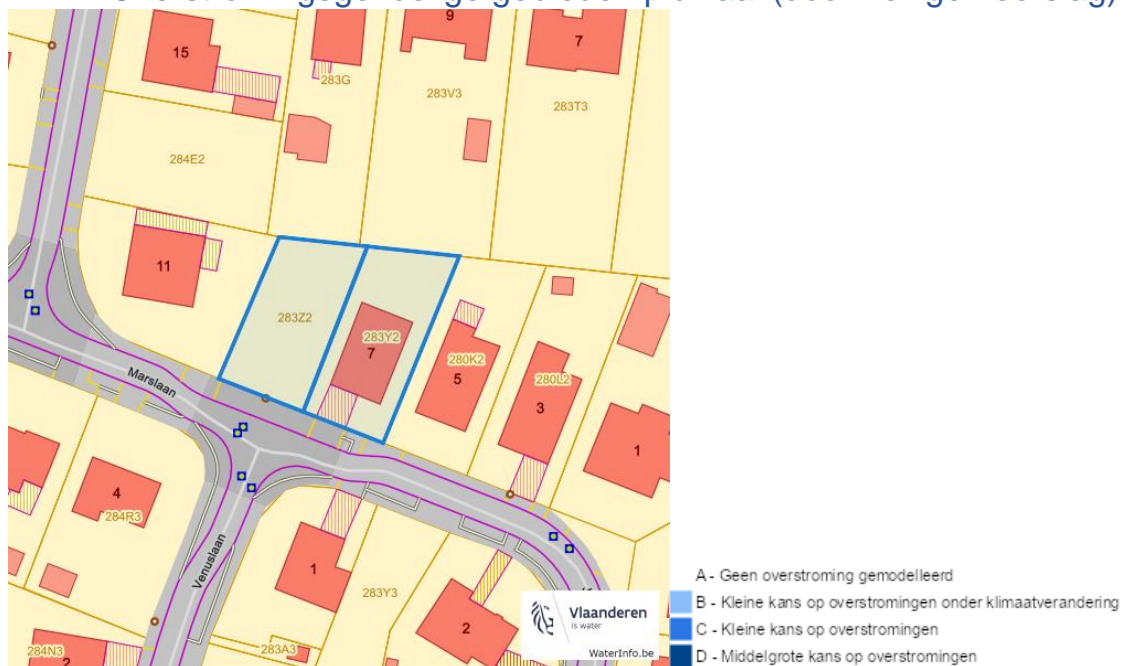 9
7
15
283G
283V3
283T3
284E2
11
283Z2
283Y2
7
280K2
5
280L2
3
1
Marslaan
4
284R3
Venuslaan
1
283Y3
2
284N3
2
283A3
Vlaanderen
is water
WaterInfo.be
A - Geen overstroming gemodelleerd
B - Kleine kans op overstromingen onder klimaatverandering
C - Kleine kans op overstromingen
D - Middelgrote kans op overstromingen